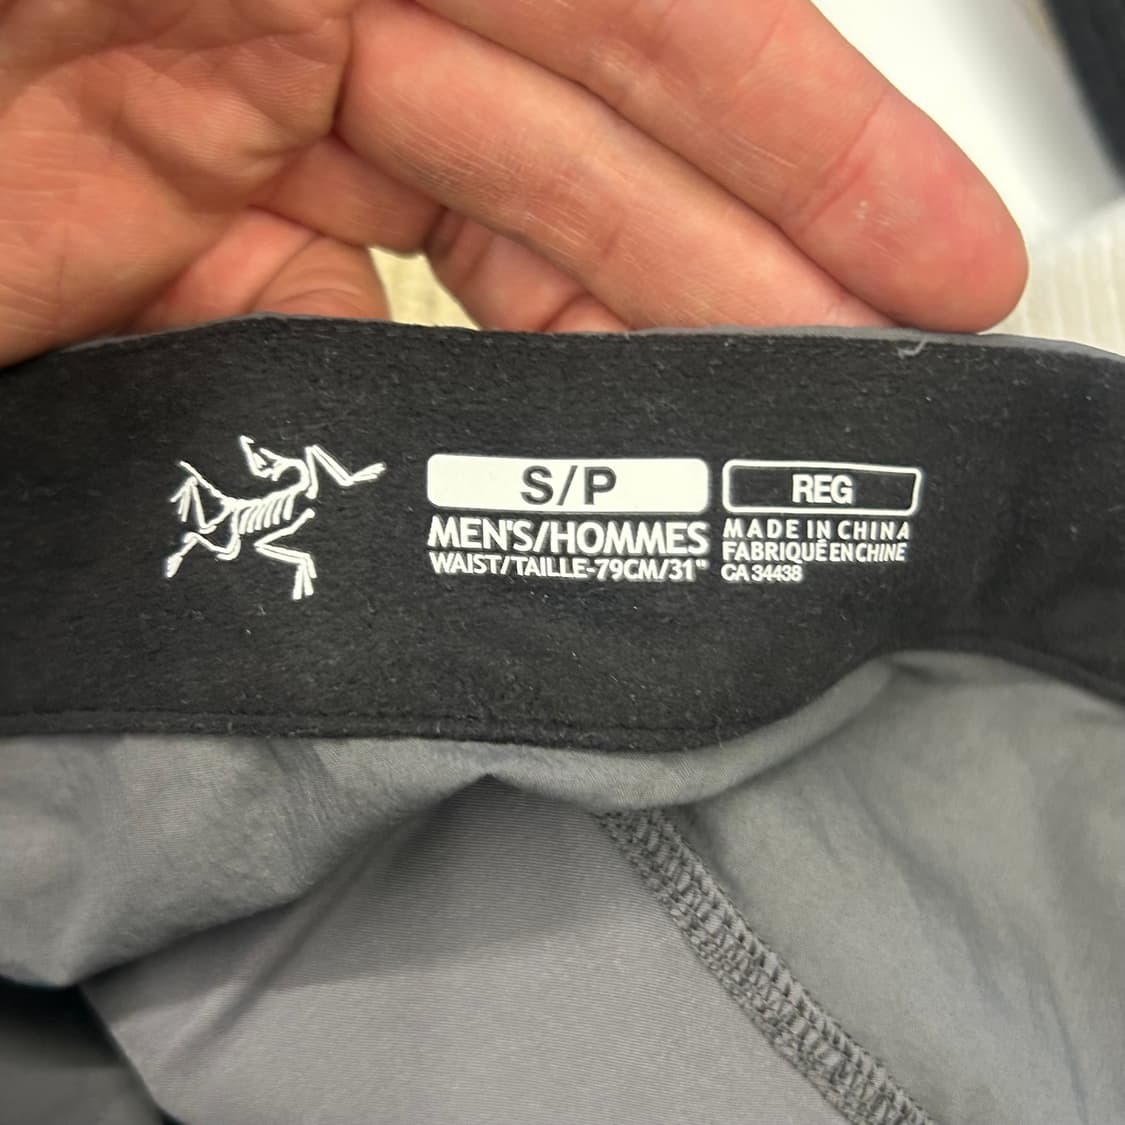 S/P
MEN'S/HOMMES
WAIST/TAILLE-79CM/31"
REG
MADE IN CHINA
FABRIQUÉ EN CHINE
CA 34438